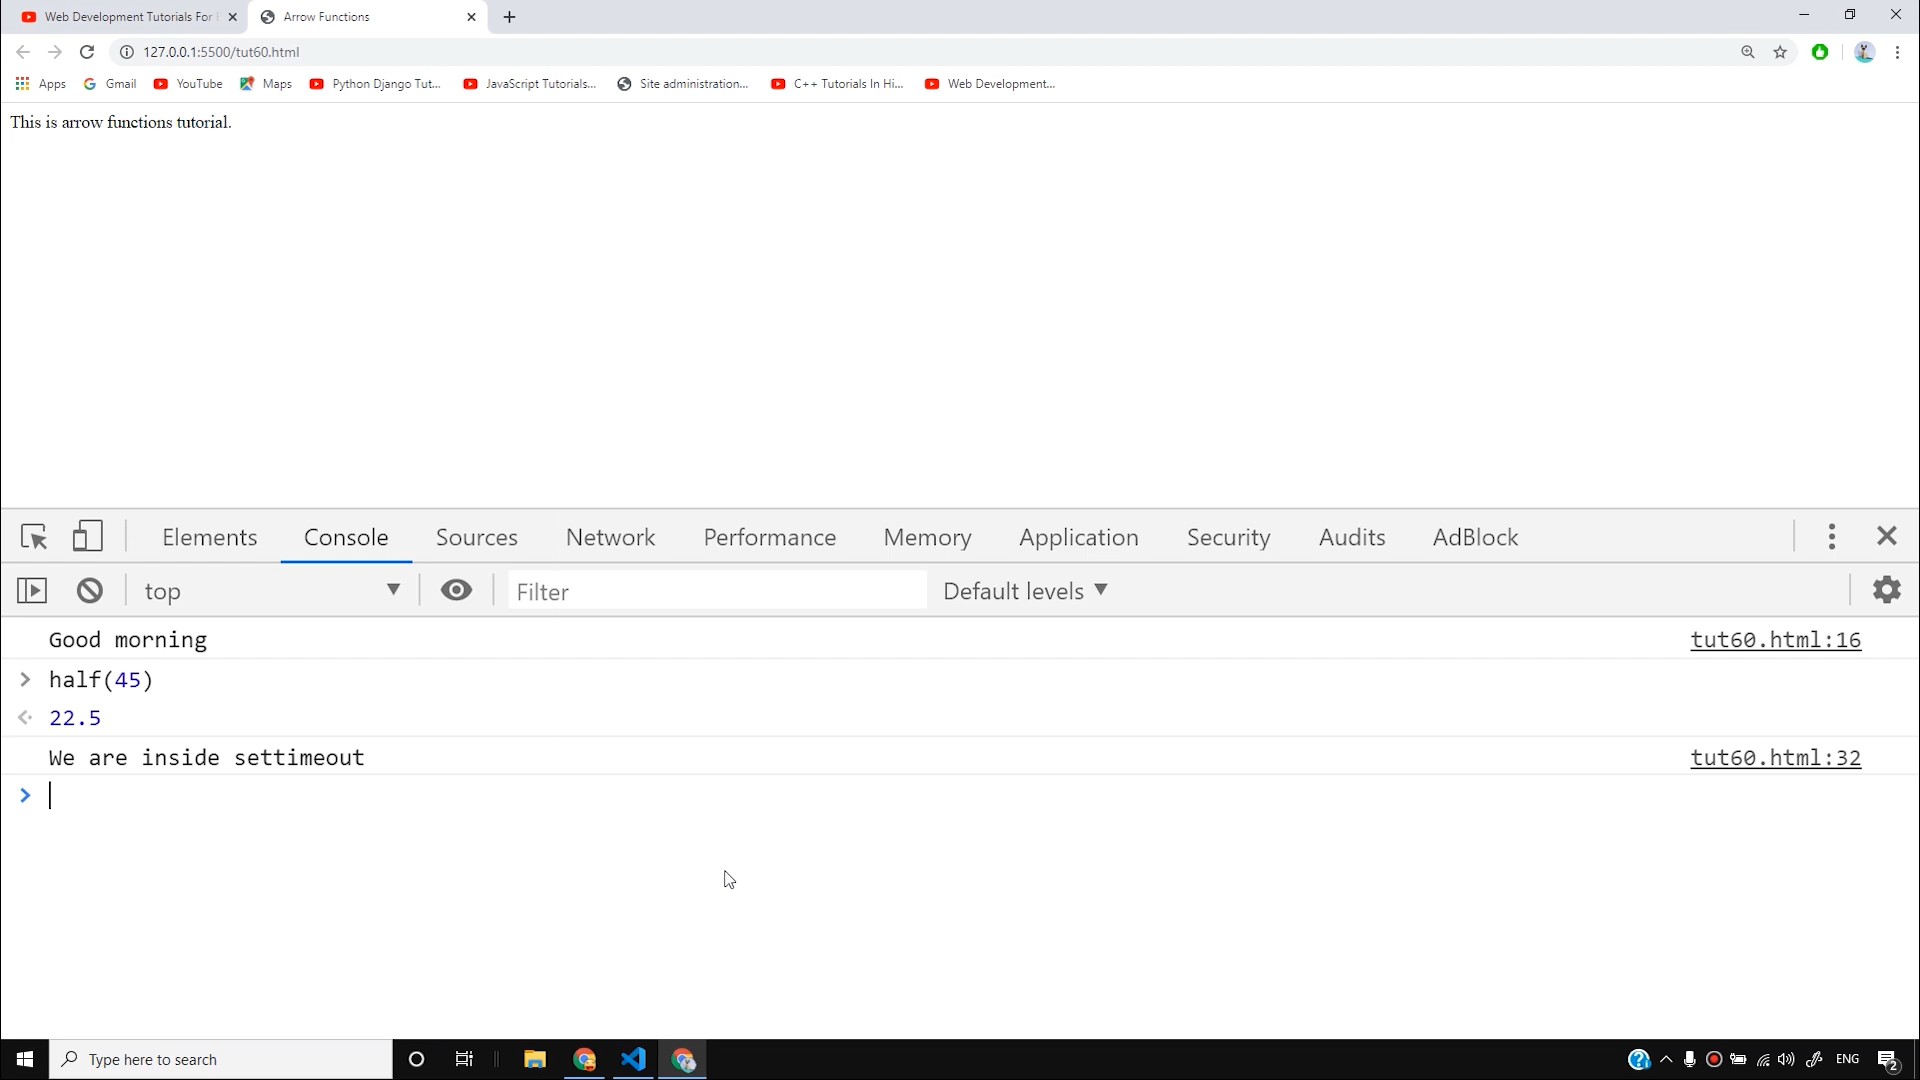 Web Development Tutorials For
Arrow Functions
127.0.0.1:5500/tut60.html
Apps Gmail YouTube Maps Python Django Tut... JavaScript Tutorials... Site administration... C++ Tutorials In Hi... Web Development...
This is arrow functions tutorial.
Elements Console Sources Network Performance Memory Application Security Audits AdBlock
top Filter Default levels
Good morning tut60.html:16
> half(45)
22.5
We are inside settimeout tut60.html:32
>
Type here to search ENG 2